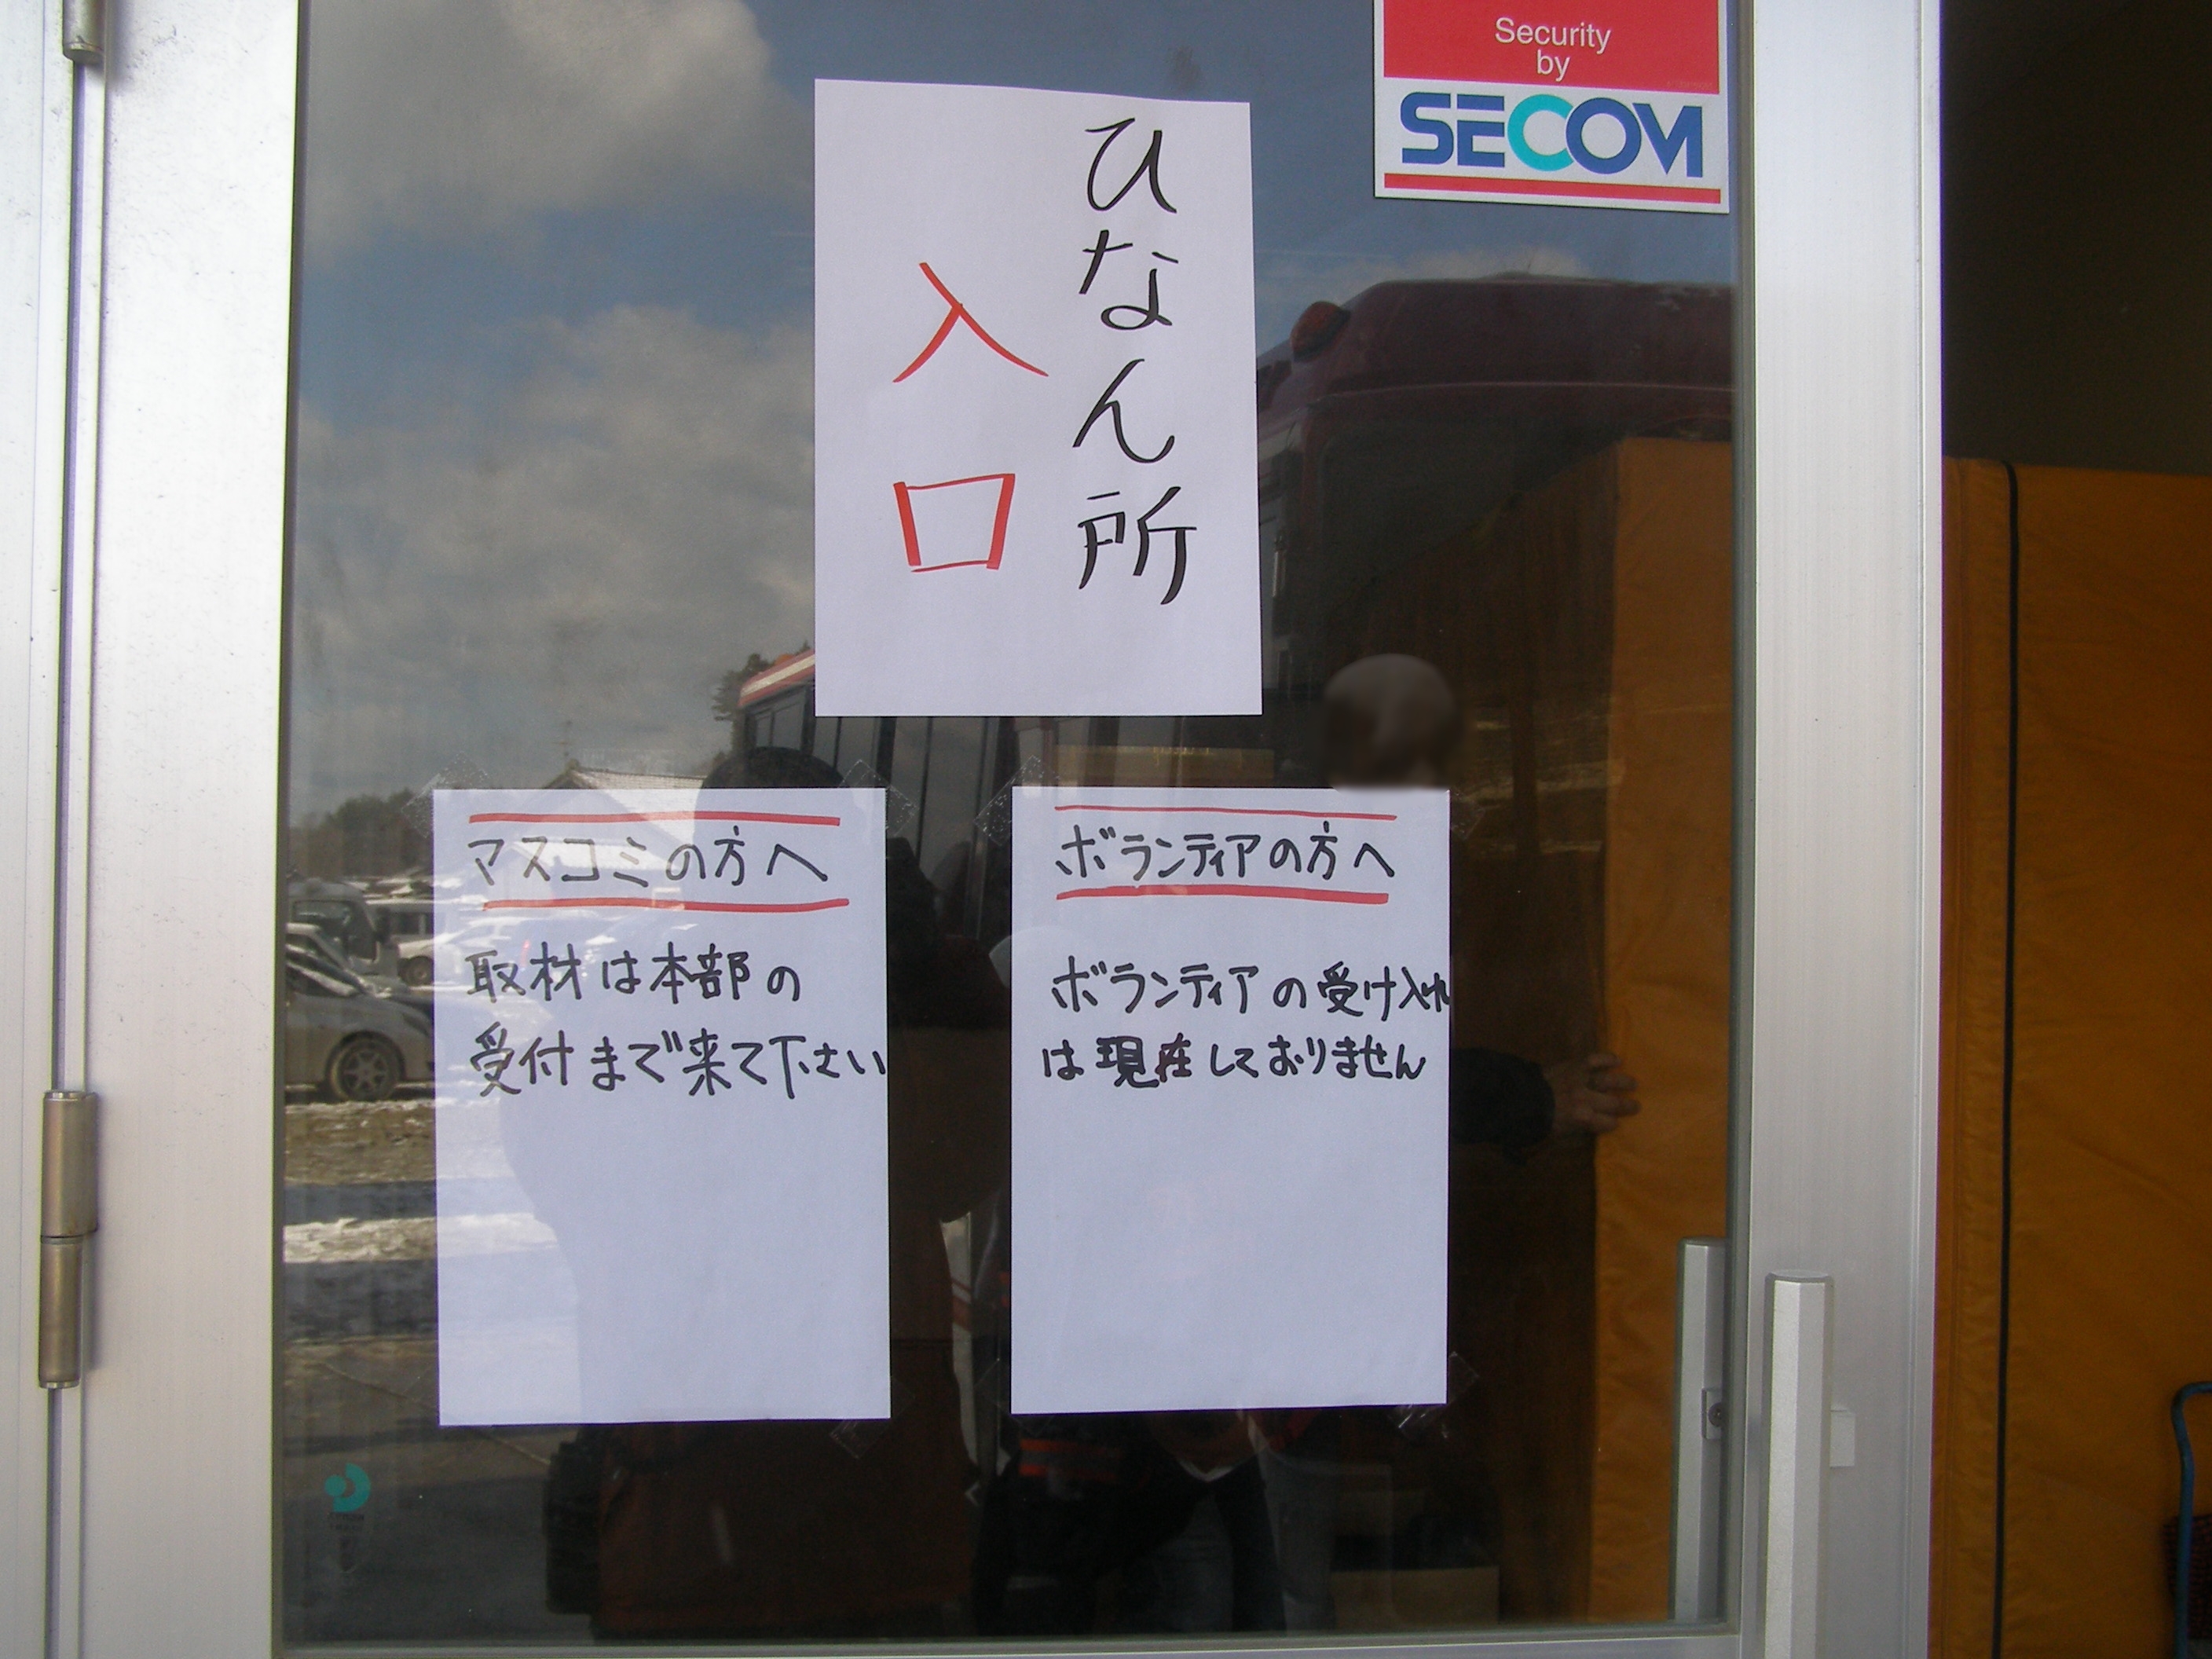 Security
by
SECOM
ひなん所
入口
マスコミの方へ
取材は本部の
受付まで来て下さい
ボランティアの方へ
ボランティアの受け入れ
は現在しておりません